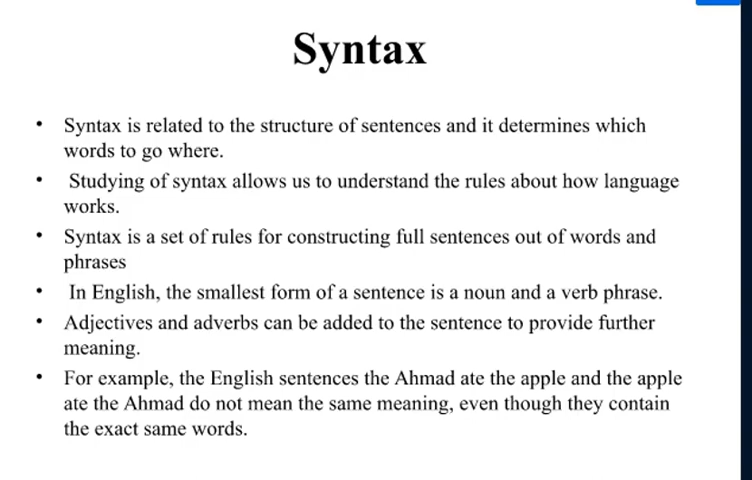 Syntax
• Syntax is related to the structure of sentences and it determines which
words to go where.
• Studying of syntax allows us to understand the rules about how language
works.
• Syntax is a set of rules for constructing full sentences out of words and
phrases
• In English, the smallest form of a sentence is a noun and a verb phrase.
• Adjectives and adverbs can be added to the sentence to provide further
meaning.
• For example, the English sentences the Ahmad ate the apple and the apple
ate the Ahmad do not mean the same meaning, even though they contain
the exact same words.